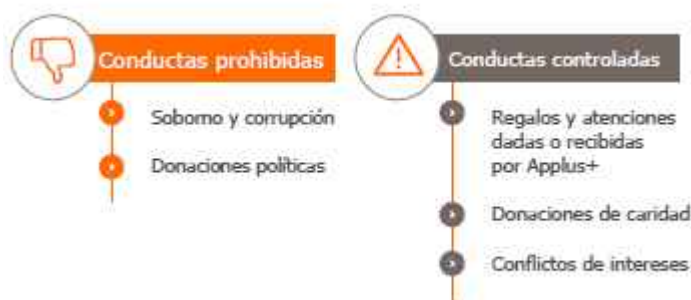 Conductas prohibidas
Soborno y corrupción
Donaciones políticas
Conductas controladas
Regalos y atenciones
dadas o recibidas
por Applus+
Donaciones de caridad
Conflictos de intereses